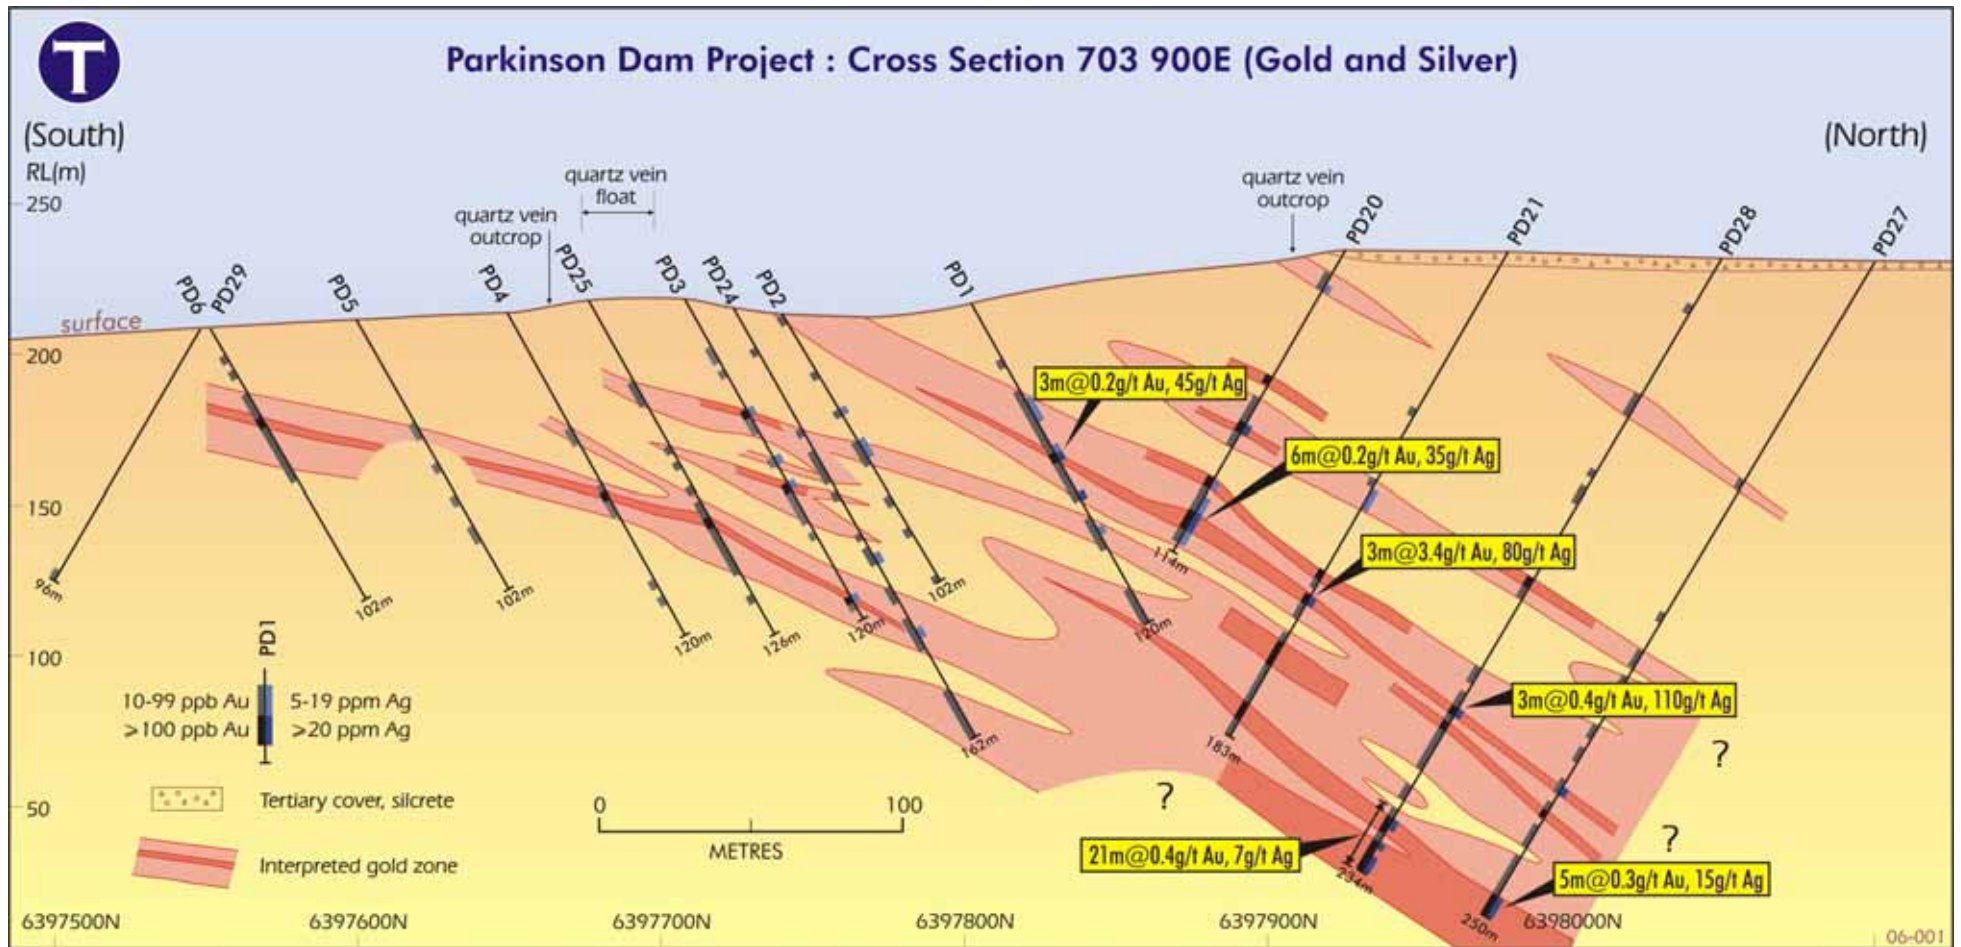 T
Parkinson Dam Project : Cross Section 703 900E (Gold and Silver)
(South)
(North)
RL(m)
250
200
150
100
50
quartz vein
outcrop
quartz vein
float
quartz vein
outcrop
surface
PD6
PD29
PD5
PD4
PD25
PD3
PD24
PD2
PD1
PD20
PD21
PD28
PD27
3m@0.2g/t Au, 45g/t Ag
6m@0.2g/t Au, 35g/t Ag
3m@3.4g/t Au, 80g/t Ag
3m@0.4g/t Au, 110g/t Ag
21m@0.4g/t Au, 7g/t Ag
5m@0.3g/t Au, 15g/t Ag
96m
102m
102m
120m
126m
120m
162m
102m
120m
114m
183m
234m
250m
?
?
?
PD1
10-99 ppb Au
5-19 ppm Ag
⩾100 ppb Au
⩾20 ppm Ag
Tertiary cover, silcrete
Interpreted gold zone
0
100
METRES
6397500N
6397600N
6397700N
6397800N
6397900N
6398000N
06-001